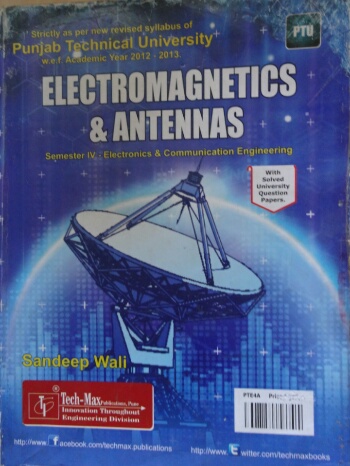 Strictly as per new revised syllabus of
Punjab Technical University
w.e.f. Academic Year 2012 - 2013.
PTU
ELECTROMAGNETICS
& ANTENNAS
Semester IV - Electronics & Communication Engineering
With
Solved
University
Question
Papers.
Sandeep Wali
Tech-Max Publications, Pune
Innovation Throughout
Engineering Division
PTE4A
http://www.facebook.com/techmax.publications
http://www.twitter.com/techmaxbooks